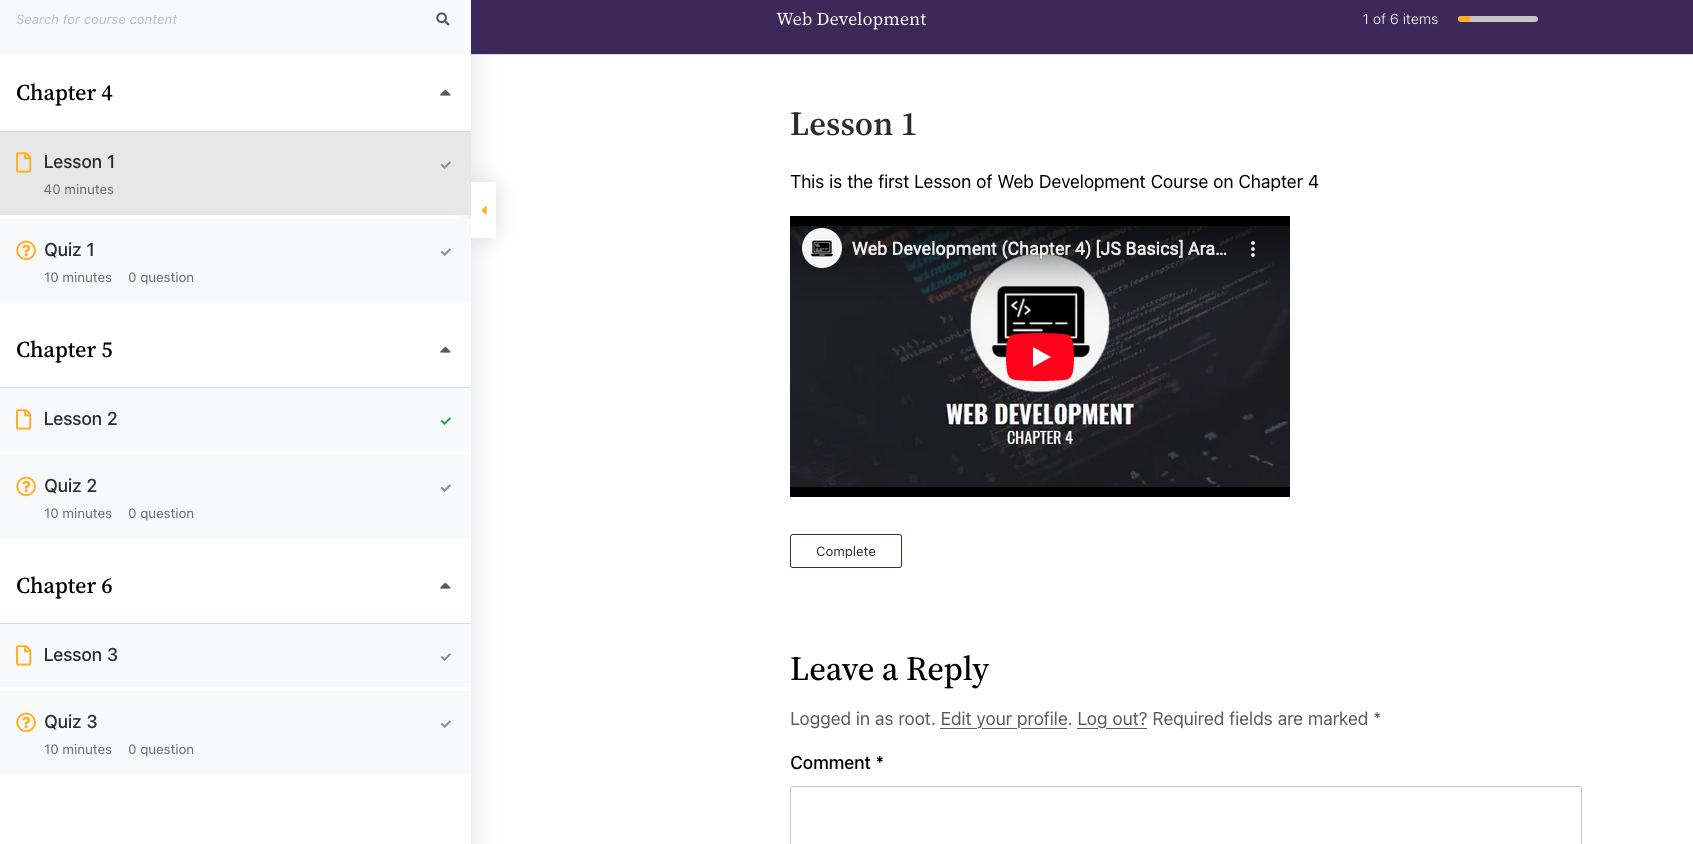 Search for course content
Web Development
1 of 6 items
Chapter 4
Lesson 1
40 minutes
Quiz 1
10 minutes 0 question
Chapter 5
Lesson 2
Quiz 2
10 minutes 0 question
Chapter 6
Lesson 3
Quiz 3
10 minutes 0 question
Lesson 1
This is the first Lesson of Web Development Course on Chapter 4
Web Development (Chapter 4) [JS Basics] Ara...
</>
WEB DEVELOPMENT
CHAPTER 4
Complete
Leave a Reply
Logged in as root. Edit your profile. Log out? Required fields are marked *
Comment *